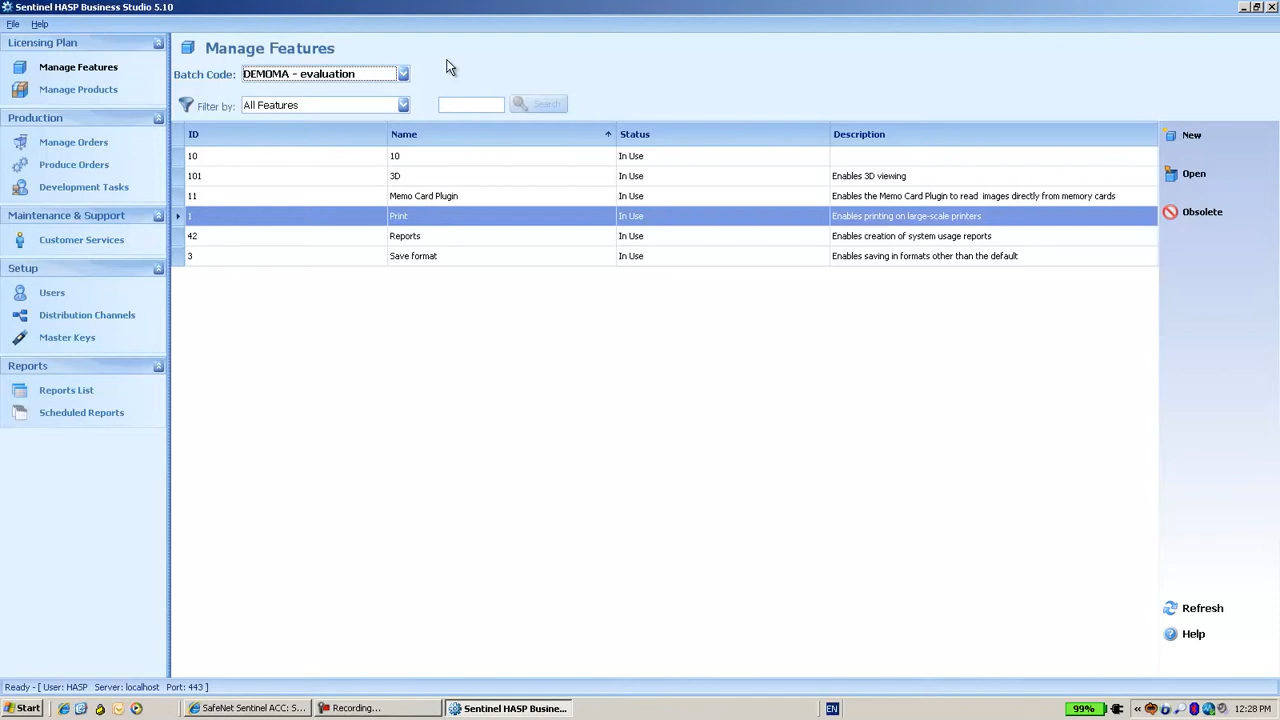 Sentinel HASP Business Studio 5.10
File Help
Licensing Plan
Manage Features
Manage Products
Production
Manage Orders
Produce Orders
Development Tasks
Maintenance & Support
Customer Services
Setup
Users
Distribution Channels
Master Keys
Reports
Reports List
Scheduled Reports
Manage Features
Batch Code: DEMOMA - evaluation
Filter by: All Features Search
ID Name Status Description
10 10 In Use
101 3D In Use Enables 3D viewing
11 Memo Card Plugin In Use Enables the Memo Card Plugin to read images directly from memory cards
1 Print In Use Enables printing on large-scale printers
42 Reports In Use Enables creation of system usage reports
3 Save format In Use Enables saving in formats other than the default
New
Open
Obsolete
Refresh
Help
Ready - [ User: HASP Server: localhost Port: 443 ]
Start SafeNet Sentinel ACC: S... Recording... Sentinel HASP Busine... EN 99% « 12:28 PM